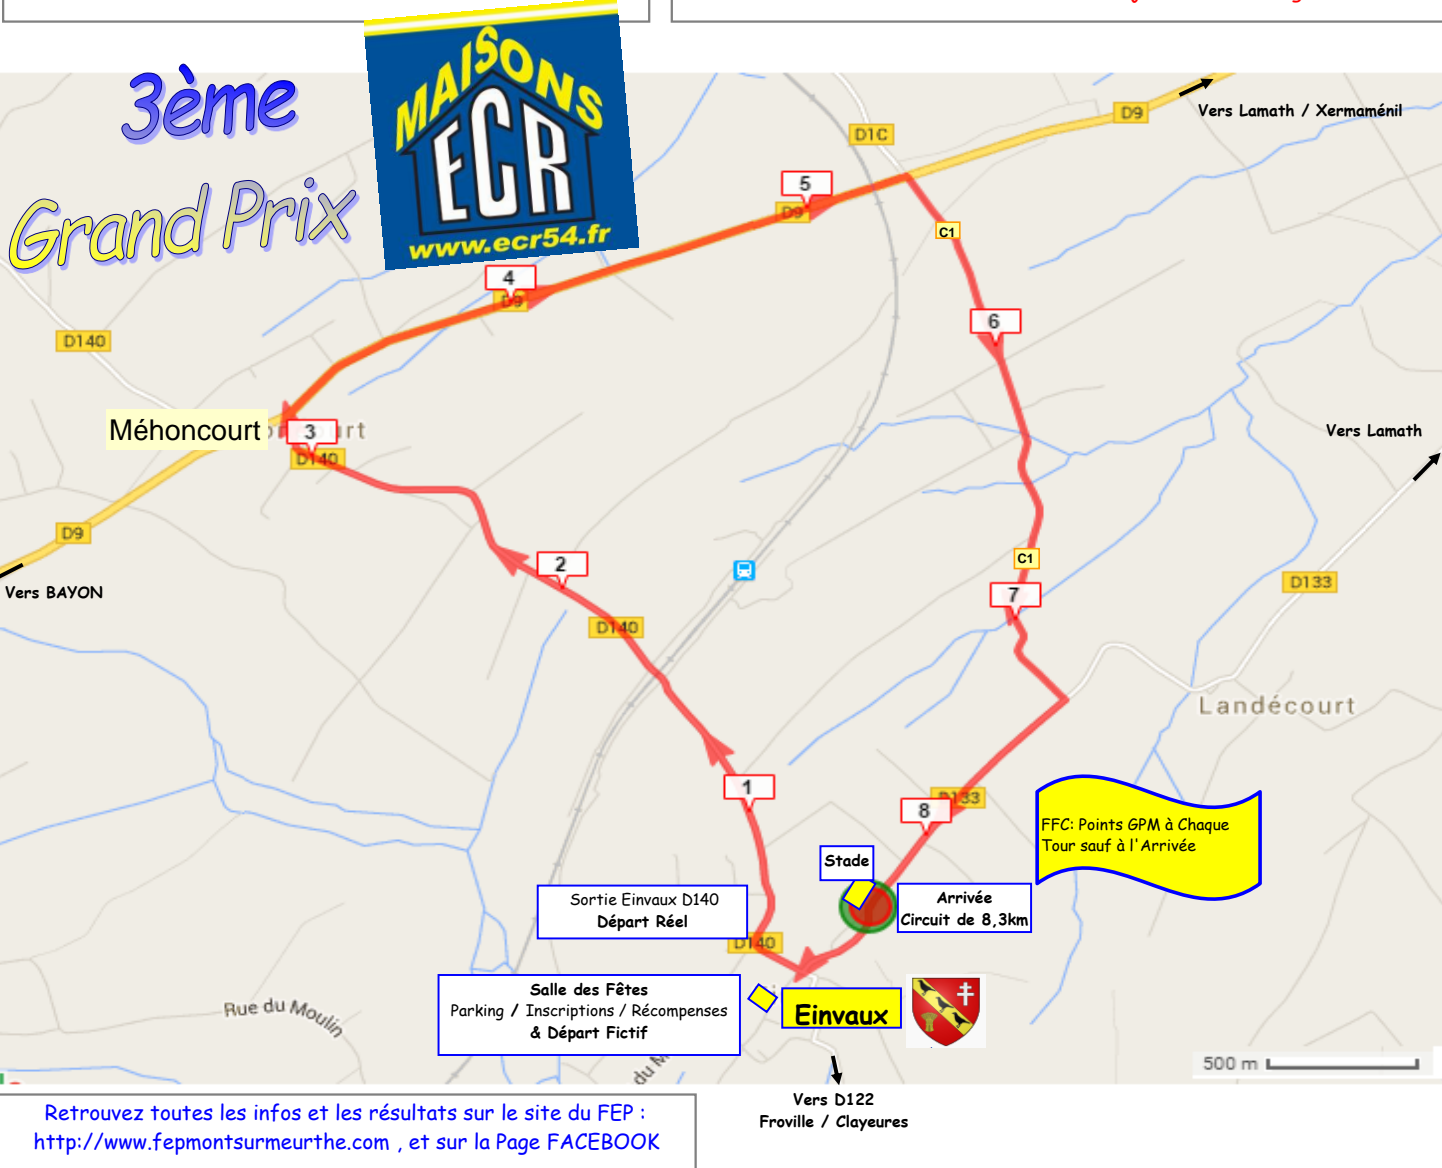 3ème
Grand Prix
MAISONS
ECR
www.ecr54.fr
D9
Vers Lamath / Xermaménil
D1C
5
D9
C1
4
D9
6
D140
Méhoncourt
3
D140
Vers Lamath
D9
Vers BAYON
2
C1
7
D133
D140
Landécourt
1
8
D133
FFC: Points GPM à Chaque
Tour sauf à l'Arrivée
Stade
Arrivée
Circuit de 8,3km
Sortie Einvaux D140
Départ Réel
D140
Salle des Fêtes
Parking / Inscriptions / Récompenses
& Départ Fictif
Einvaux
Rue du Moulin
500 m
Vers D122
Froville / Clayeures
Retrouvez toutes les infos et les résultats sur le site du FEP :
http://www.fepmontsurmeurthe.com , et sur la Page FACEBOOK